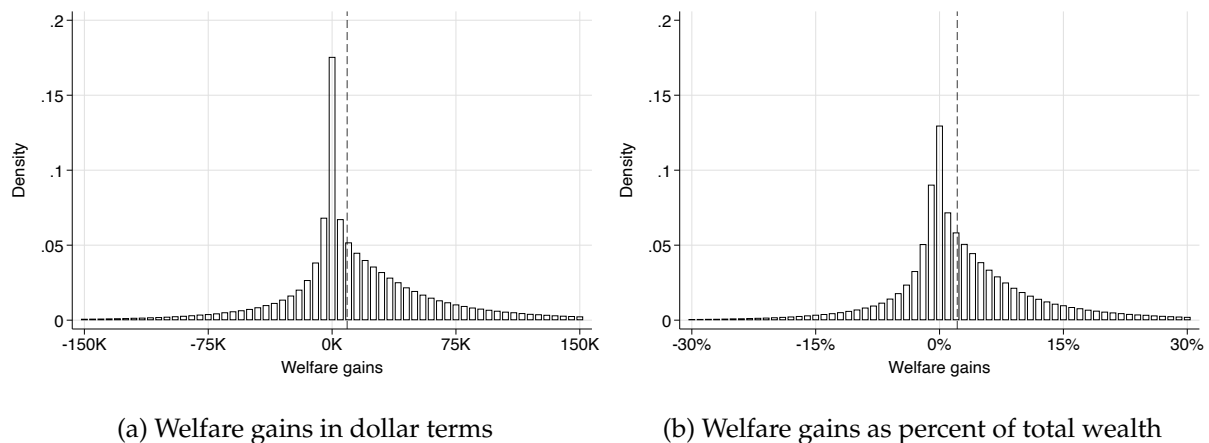 .2
.15
.1
.05
0
Density
-150K -75K 0K 75K 150K
Welfare gains
(a) Welfare gains in dollar terms
.2
.15
.1
.05
0
Density
-30% -15% 0% 15% 30%
Welfare gains
(b) Welfare gains as percent of total wealth